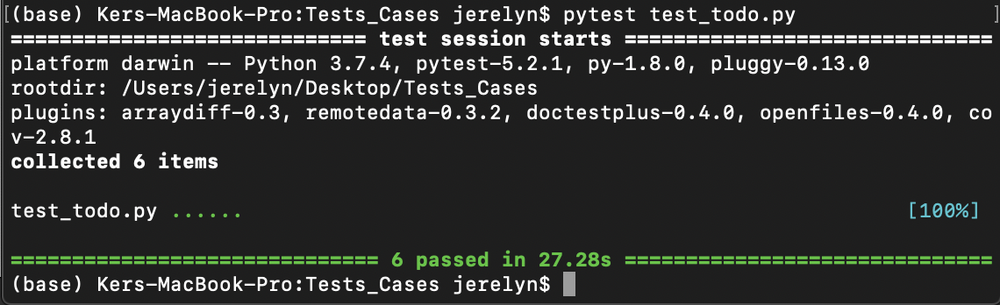 [(base) Kers-MacBook-Pro:Tests_Cases jerelyn$ pytest test_todo.py ]
============================= test session starts ==============================
platform darwin -- Python 3.7.4, pytest-5.2.1, py-1.8.0, pluggy-0.13.0
rootdir: /Users/jerelyn/Desktop/Tests_Cases
plugins: arraydiff-0.3, remotedata-0.3.2, doctestplus-0.4.0, openfiles-0.4.0, co
v-2.8.1
collected 6 items
test_todo.py ...... [100%]
============================== 6 passed in 27.28s ==============================
(base) Kers-MacBook-Pro:Tests_Cases jerelyn$